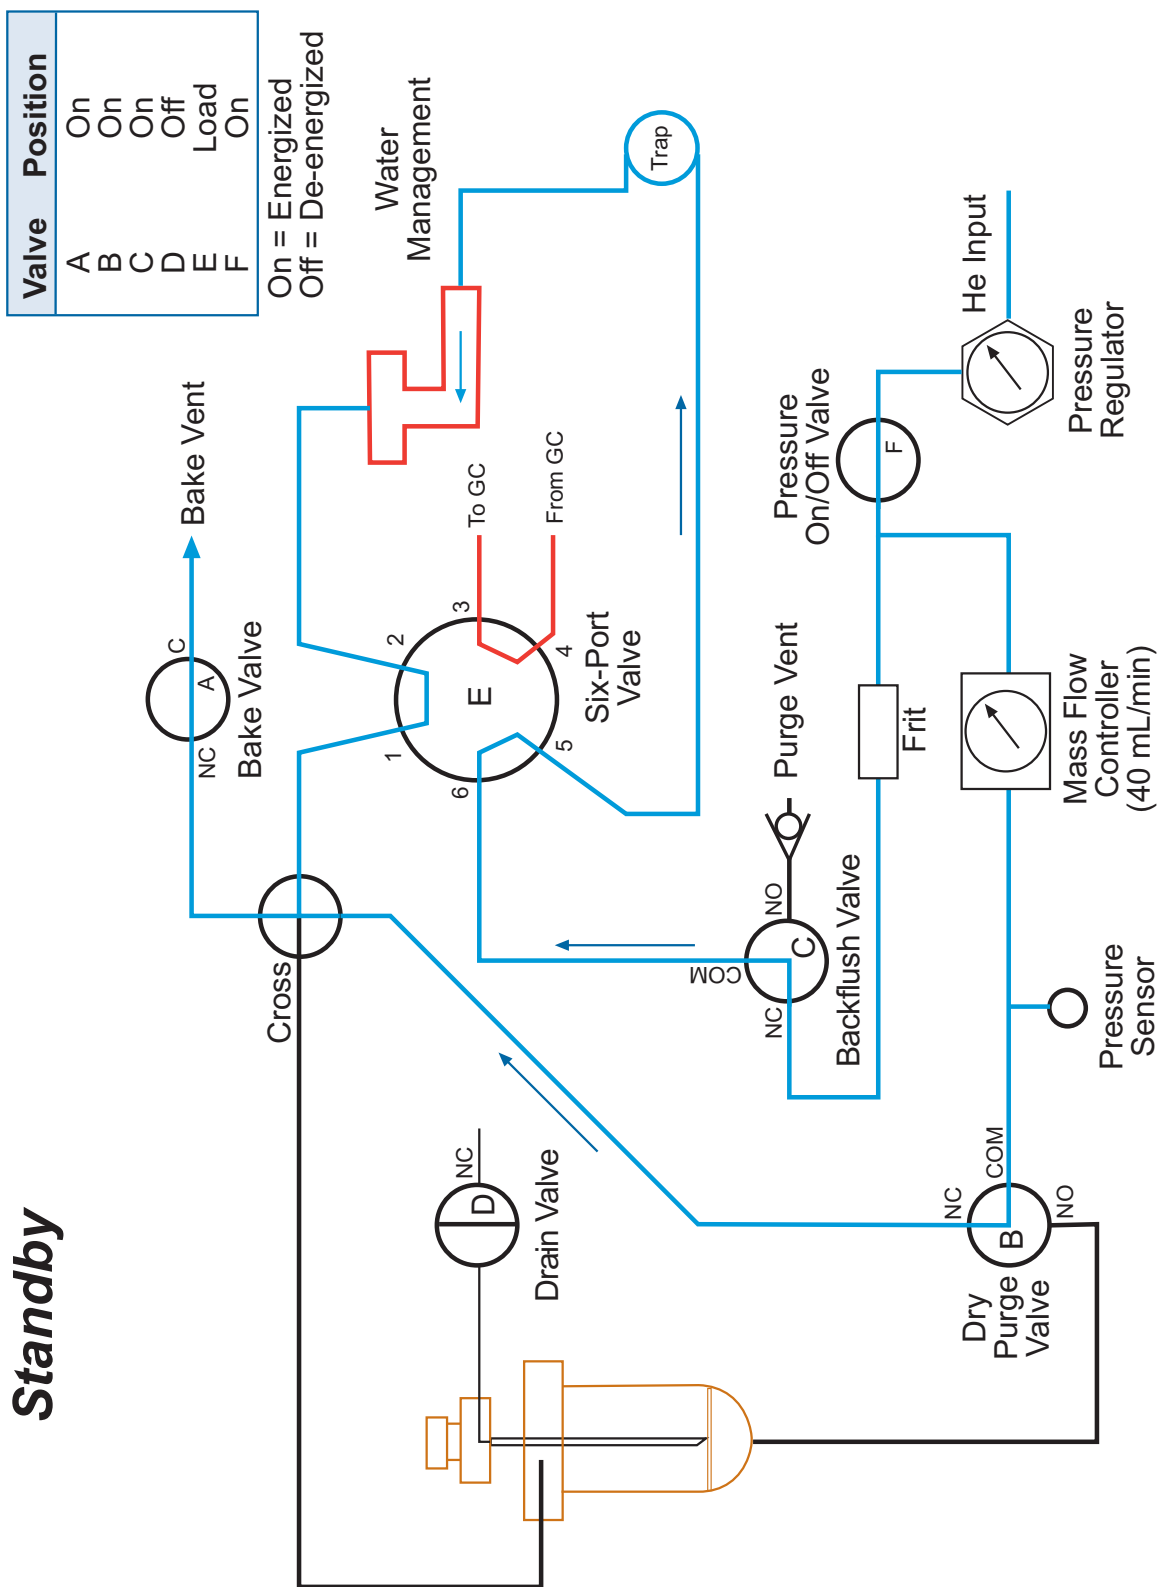 Standby
Valve Position
A On
B On
C On
D Off
E Load
F On
On = Energized
Off = De-energized
Bake Vent
C
A
NC
Bake Valve
Cross
Water
Management
Trap
To GC
From GC
1
2
3
4
5
6
E
Six-Port
Valve
NC
D
Drain Valve
Purge Vent
NO
C
COM
NC
Backflush Valve
Pressure
On/Off Valve
F
He Input
Pressure
Regulator
Frit
Mass Flow
Controller
(40 mL/min)
Pressure
Sensor
NC
COM
B
NO
Dry
Purge
Valve